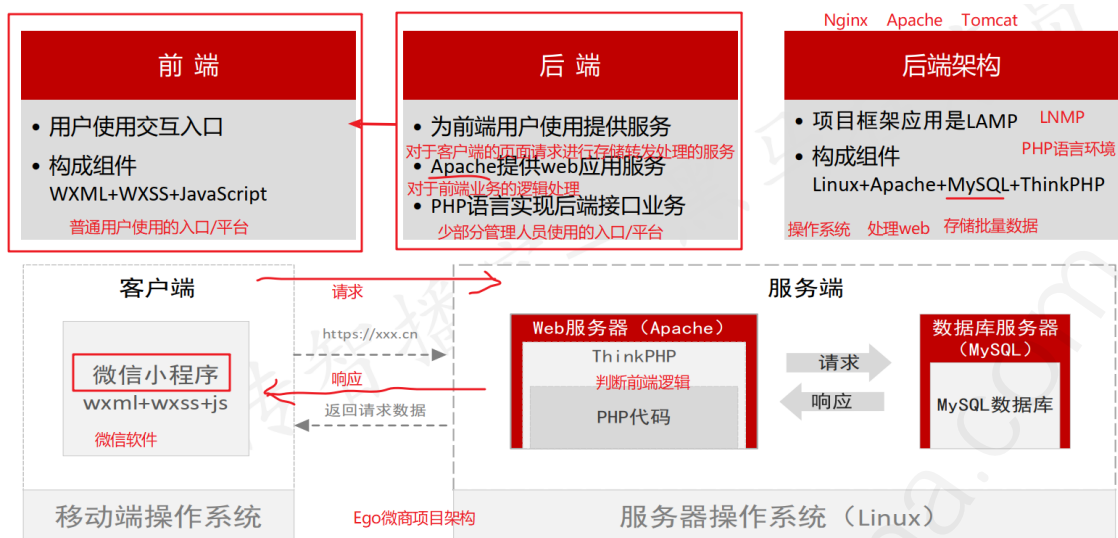 Nginx Apache Tomcat
前 端
• 用户使用交互入口
• 构成组件
WXML+WXSS+JavaScript
普通用户使用的入口/平台
后 端
• 为前端用户使用提供服务
对于客户端的页面请求进行存储转发处理的服务
• Apache提供web应用服务
对于前端业务的逻辑处理
• PHP语言实现后端接口业务
少部分管理人员使用的入口/平台
后端架构
• 项目框架应用是LAMP LNMP
• 构成组件 PHP语言环境
Linux+Apache+MySQL+ThinkPHP
操作系统 处理web 存储批量数据
客户端
微信小程序
wxml+wxss+js
微信软件
移动端操作系统
请求
https://xxx.cn
响应
返回请求数据
Ego微商项目架构
服务端
Web服务器（Apache）
ThinkPHP
判断前端逻辑
PHP代码
请求
响应
数据库服务器
（MySQL）
MySQL数据库
服务器操作系统（Linux）